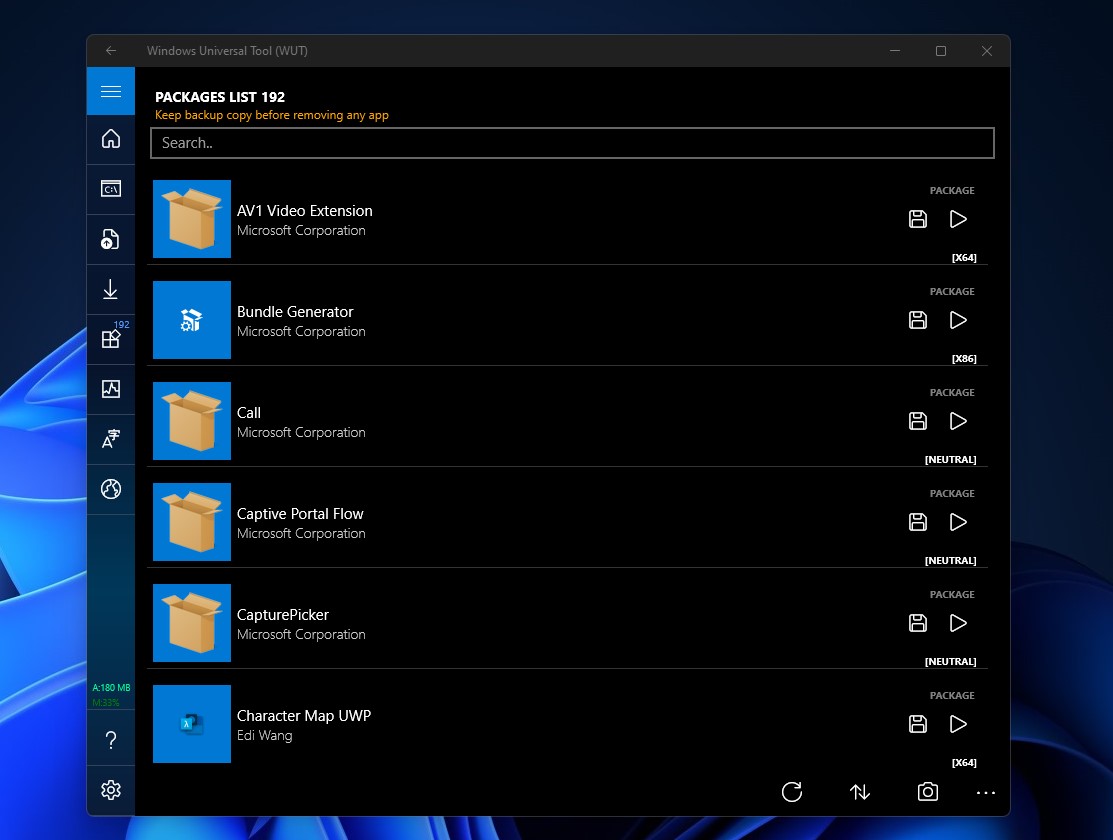 Windows Universal Tool (WUT)
PACKAGES LIST 192
Keep backup copy before removing any app
Search..
C:\
192
A字
A:180 MB
M:33%
?
AV1 Video Extension
Microsoft Corporation
PACKAGE
[X64]
Bundle Generator
Microsoft Corporation
PACKAGE
[X86]
Call
Microsoft Corporation
PACKAGE
[NEUTRAL]
Captive Portal Flow
Microsoft Corporation
PACKAGE
[NEUTRAL]
CapturePicker
Microsoft Corporation
PACKAGE
[NEUTRAL]
Character Map UWP
Edi Wang
PACKAGE
[X64]